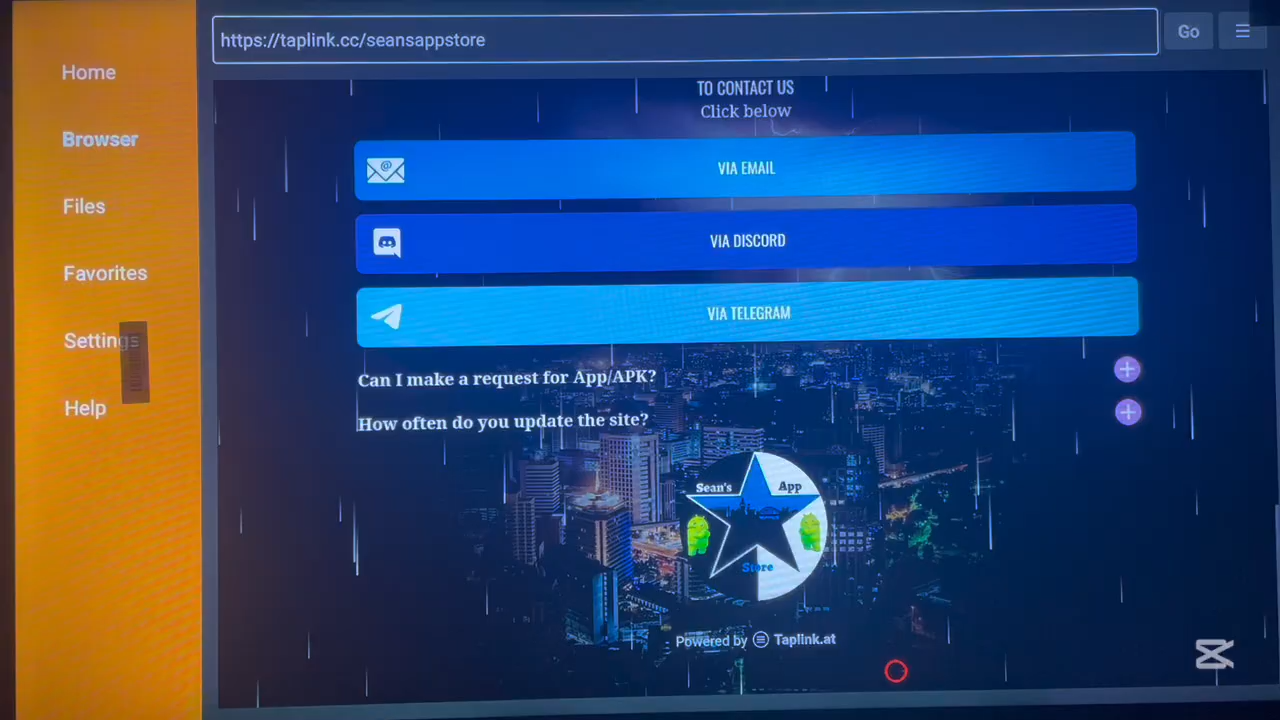 https://taplink.cc/seansappstore
Go
Home
Browser
Files
Favorites
Settings
Help
TO CONTACT US
Click below
VIA EMAIL
VIA DISCORD
VIA TELEGRAM
Can I make a request for App/APK?
How often do you update the site?
Sean's App
Store
Powered by Taplink.at